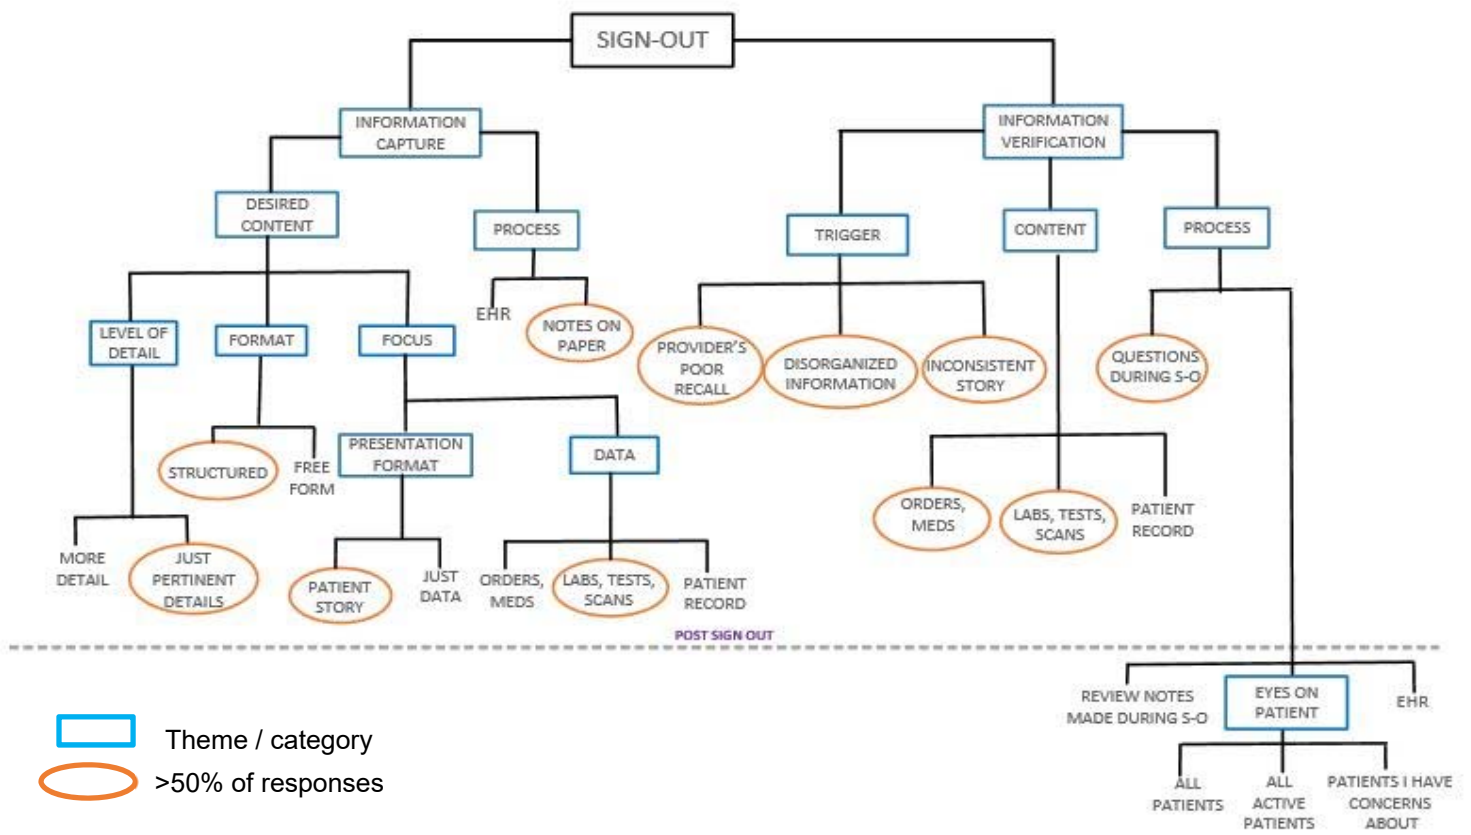 SIGN-OUT
INFORMATION
CAPTURE
INFORMATION
VERIFICATION
DESIRED
CONTENT
PROCESS
TRIGGER
CONTENT
PROCESS
LEVEL OF
DETAIL
FORMAT
FOCUS
EHR
NOTES ON
PAPER
PROVIDER'S
POOR
RECALL
DISORGANIZED
INFORMATION
INCONSISTENT
STORY
QUESTIONS
DURING S-O
STRUCTURED
FREE
FORM
PRESENTATION
FORMAT
DATA
ORDERS,
MEDS
LABS, TESTS,
SCANS
PATIENT
RECORD
MORE
DETAIL
JUST
PERTINENT
DETAILS
PATIENT
STORY
JUST
DATA
ORDERS,
MEDS
LABS, TESTS,
SCANS
PATIENT
RECORD
POST SIGN OUT
REVIEW NOTES
MADE DURING S-O
EYES ON
PATIENT
EHR
ALL
PATIENTS
ALL
ACTIVE
PATIENTS
PATIENTS I HAVE
CONCERNS
ABOUT
Theme / category
>50% of responses